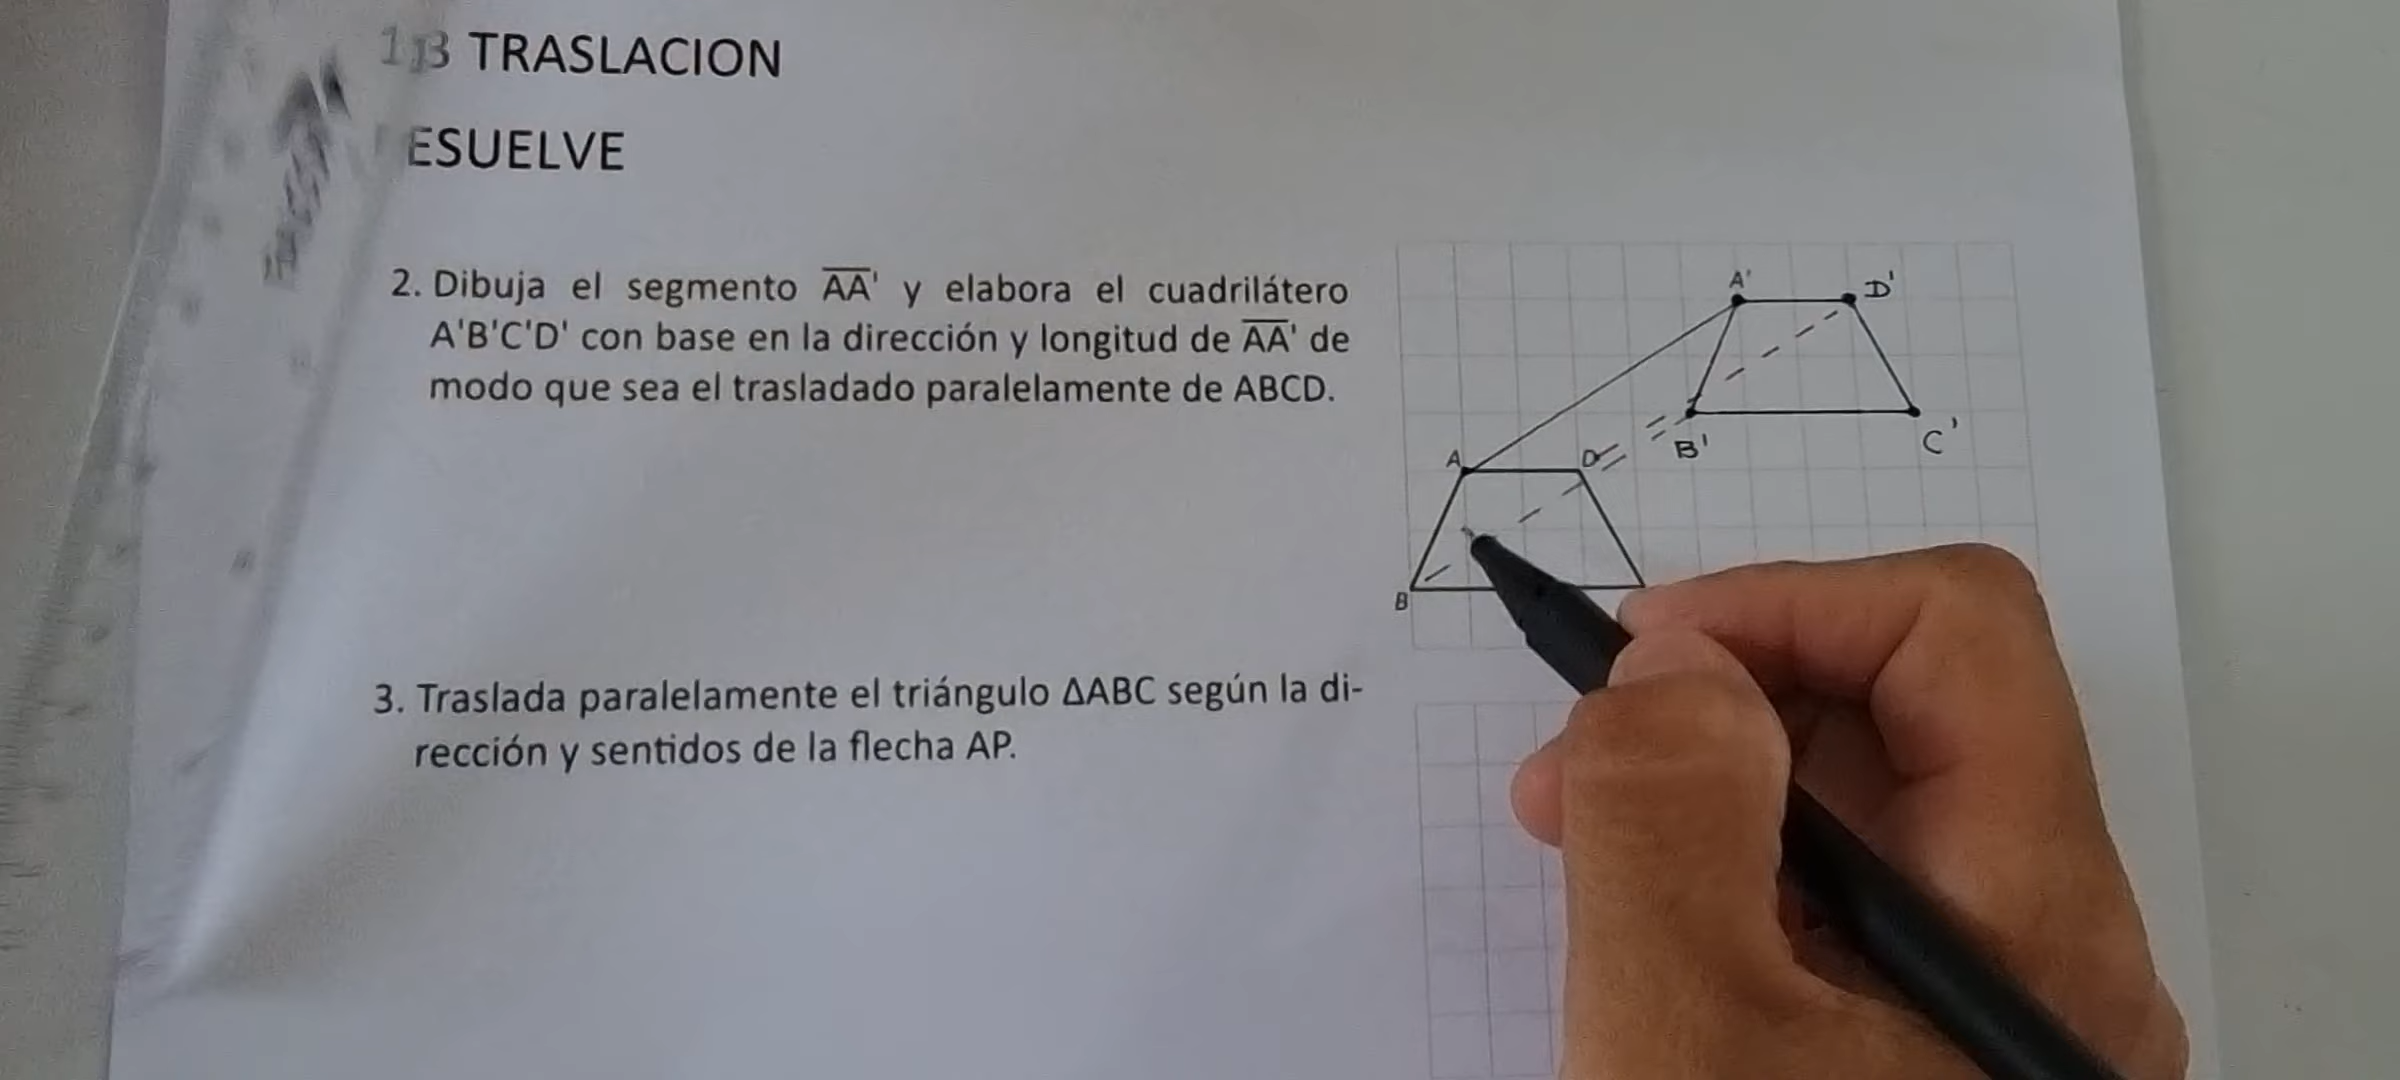 TRASLACION
ESUELVE
2. Dibuja el segmento A̅A̅' y elabora el cuadrilátero
A'B'C'D' con base en la dirección y longitud de A̅A̅' de
modo que sea el trasladado paralelamente de ABCD.
A'
D'
A
D
B'
C'
B
3. Traslada paralelamente el triángulo ΔABC según la di-
rección y sentidos de la flecha AP.